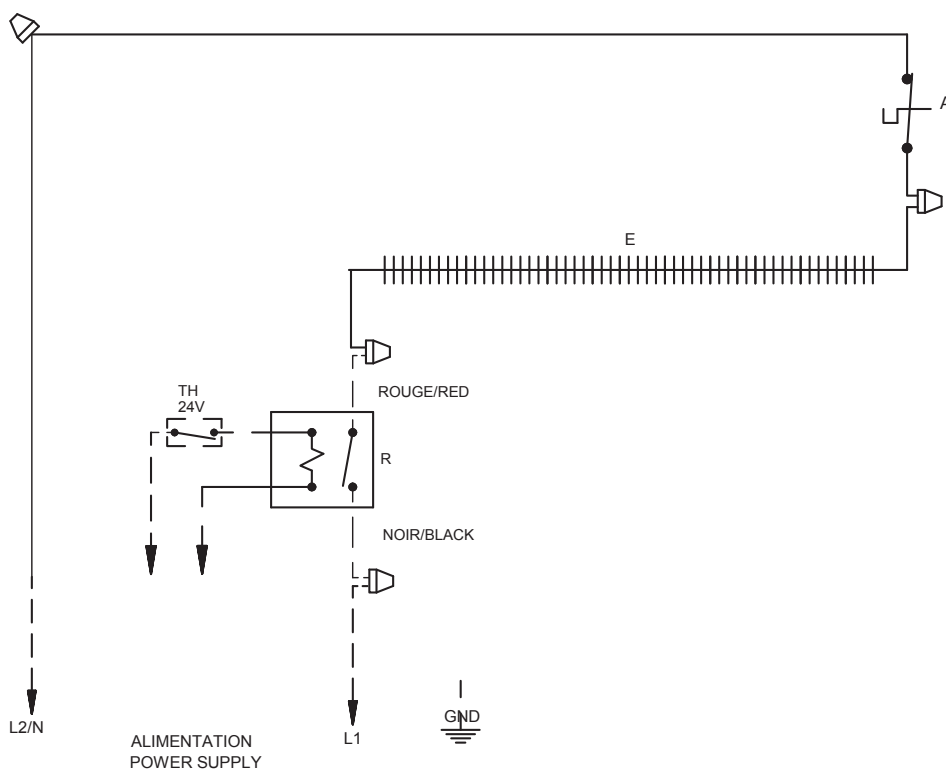 A
E
ROUGE/RED
TH
24V
R
NOIR/BLACK
GND
L2/N
L1
ALIMENTATION
POWER SUPPLY